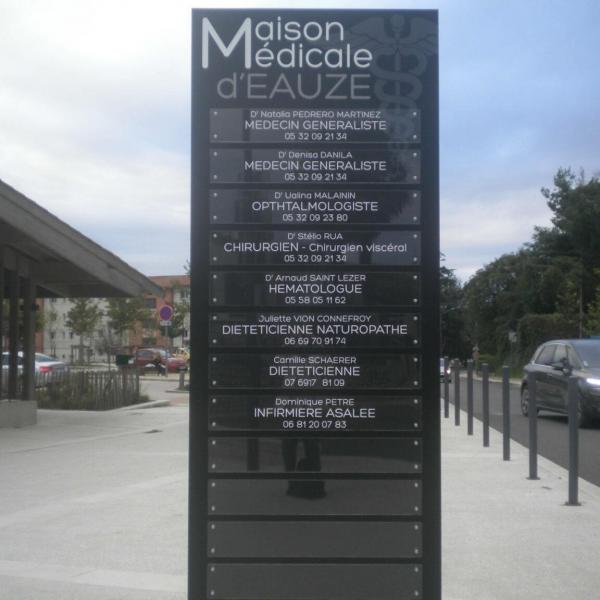 Maison
Médicale
d'EAUZE
Dr Natalia PEDRERO MARTINEZ
MEDECIN GENERALISTE
05 32 09 21 34
Dr Denisa DANILA
MEDECIN GENERALISTE
05 32 09 21 34
Dr Ualina MALAININ
OPTHTALMOLOGISTE
05 32 09 23 80
Dr Stélio RUA
CHIRURGIEN - Chirurgien viscéral
05 32 09 21 34
Dr Arnaud SAINT LEZER
HEMATOLOGUE
05 58 05 11 62
Juliette VION CONNEFROY
DIETETICIENNE NATUROPATHE
06 69 70 91 74
Camille SCHAERER
DIETETICIENNE
07 6917 81 09
Dominique PETRE
INFIRMIERE ASALEE
06 81 20 07 83